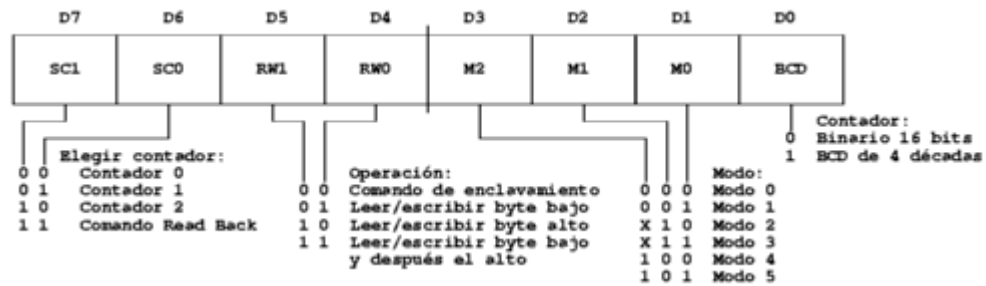 D7 D6 D5 D4 D3 D2 D1 D0
SC1 SC0 RW1 RW0 M2 M1 M0 BCD
Contador:
0 Binario 16 bits
1 BCD de 4 décadas
Elegir contador:
0 0 Contador 0
0 1 Contador 1
1 0 Contador 2
1 1 Comando Read Back
Operación:
0 0 Comando de enclavamiento
0 1 Leer/escribir byte bajo
1 0 Leer/escribir byte alto
1 1 Leer/escribir byte bajo
y después el alto
Modo:
0 0 0 Modo 0
0 0 1 Modo 1
X 1 0 Modo 2
X 1 1 Modo 3
1 0 0 Modo 4
1 0 1 Modo 5